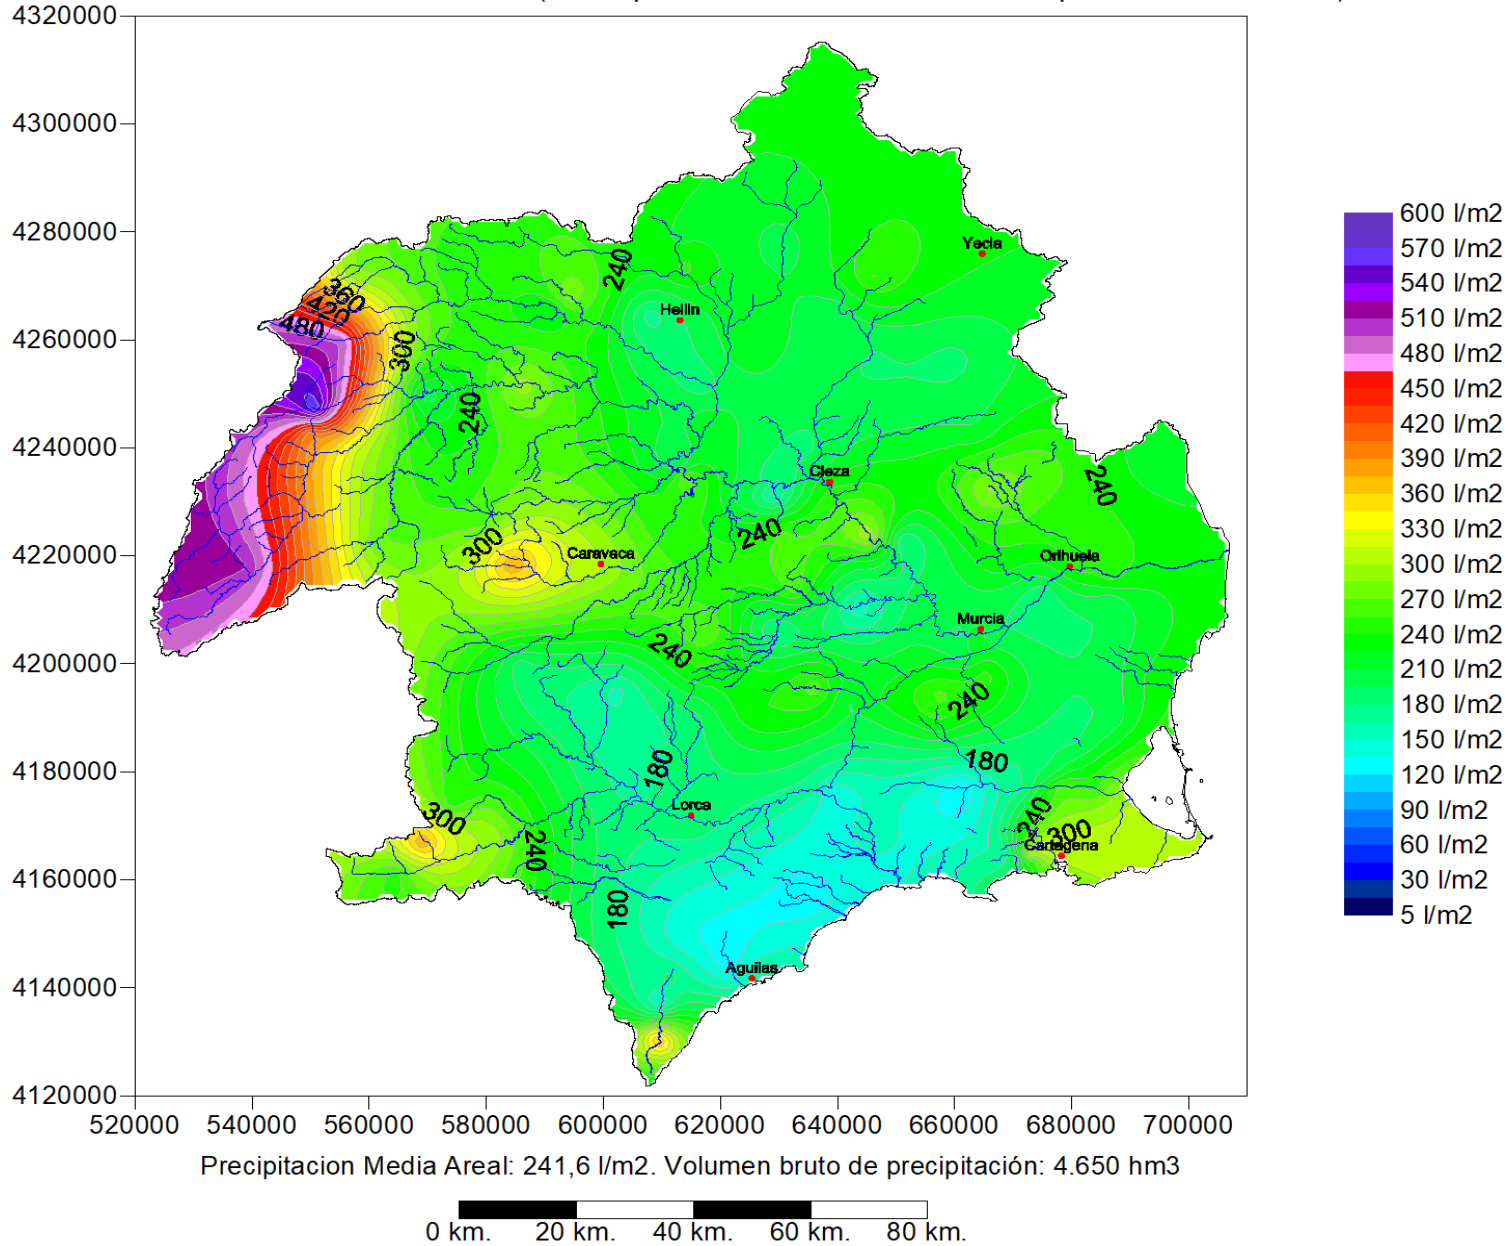 4320000
4300000
4280000
4260000
4240000
4220000
4200000
4180000
4160000
4140000
4120000
520000 540000 560000 580000 600000 620000 640000 660000 680000 700000
Yecla
240
360
420
480
Hellin
300
240
Cieza
240
240
300
Caravaca
Orihuela
Murcia
240
240
180
180
Lorca
300
240
240
300
Cartagena
180
Aguilas
600 l/m2
570 l/m2
540 l/m2
510 l/m2
480 l/m2
450 l/m2
420 l/m2
390 l/m2
360 l/m2
330 l/m2
300 l/m2
270 l/m2
240 l/m2
210 l/m2
180 l/m2
150 l/m2
120 l/m2
90 l/m2
60 l/m2
30 l/m2
5 l/m2
Precipitacion Media Areal: 241,6 l/m2. Volumen bruto de precipitación: 4.650 hm3
0 km. 20 km. 40 km. 60 km. 80 km.